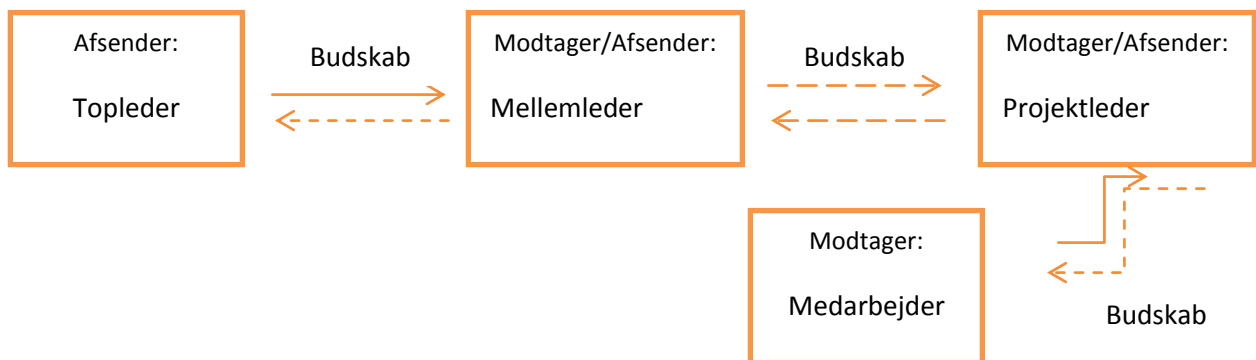 Afsender:
Topleder
Budskab
Modtager/Afsender:
Mellemleder
Budskab
Modtager/Afsender:
Projektleder
Modtager:
Medarbejder
Budskab